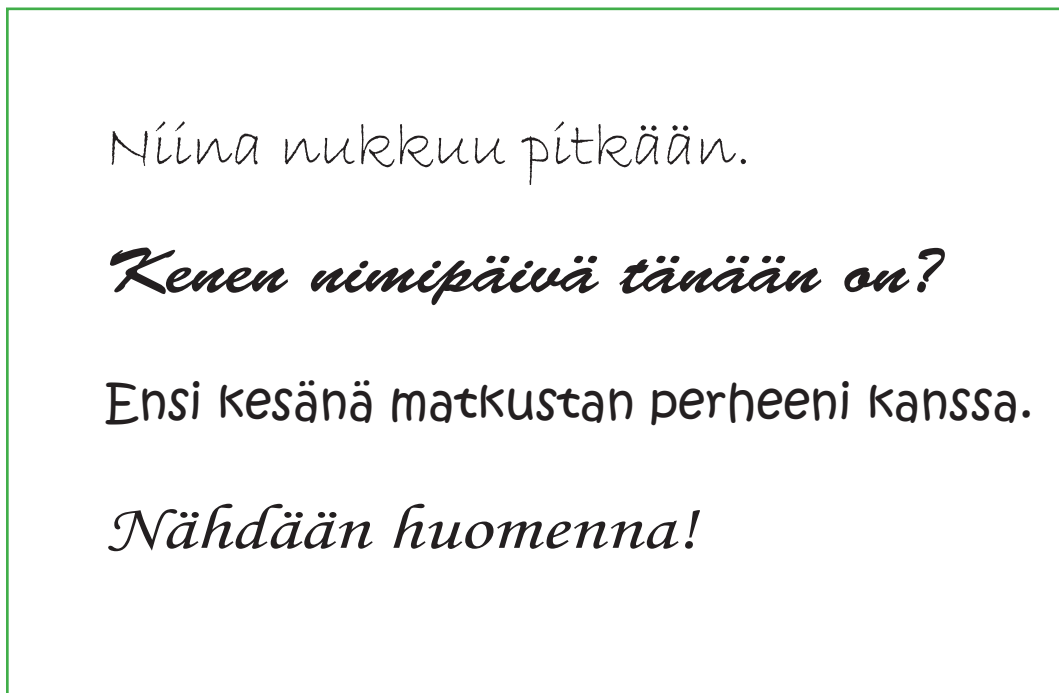 Niina nukkuu pitkään.
Kenen nimipäivä tänään on?
Ensi kesänä matkustan perheeni kanssa.
Nähdään huomenna!